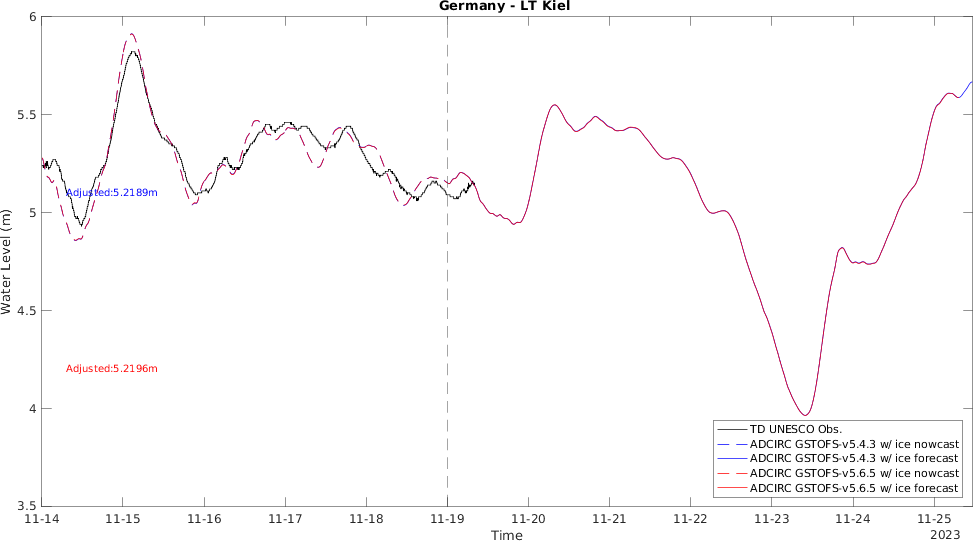 Germany - LT Kiel
6
5.5
5
4.5
4
3.5
Water Level (m)
Adjusted:5.2189m
Adjusted:5.2196m
TD UNESCO Obs.
ADCIRC GSTOFS-v5.4.3 w/ ice nowcast
ADCIRC GSTOFS-v5.4.3 w/ ice forecast
ADCIRC GSTOFS-v5.6.5 w/ ice nowcast
ADCIRC GSTOFS-v5.6.5 w/ ice forecast
11-14 11-15 11-16 11-17 11-18 11-19 11-20 11-21 11-22 11-23 11-24 11-25
Time
2023